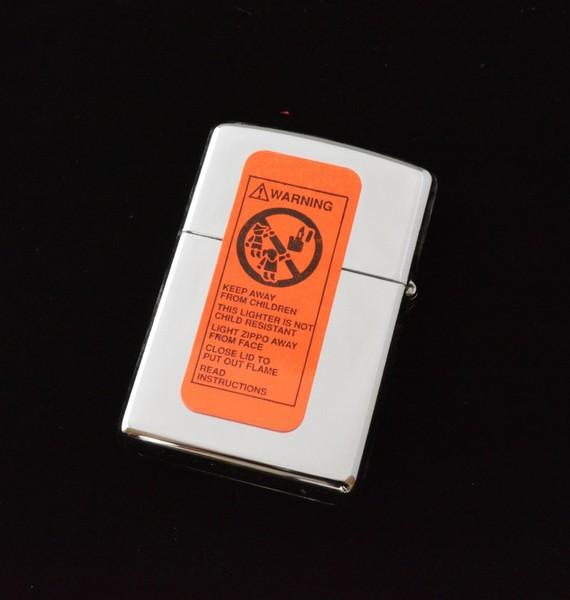 WARNING
KEEP AWAY
FROM CHILDREN
THIS LIGHTER IS NOT
CHILD RESISTANT
LIGHT ZIPPO AWAY
FROM FACE
CLOSE LID TO
PUT OUT FLAME
READ
INSTRUCTIONS